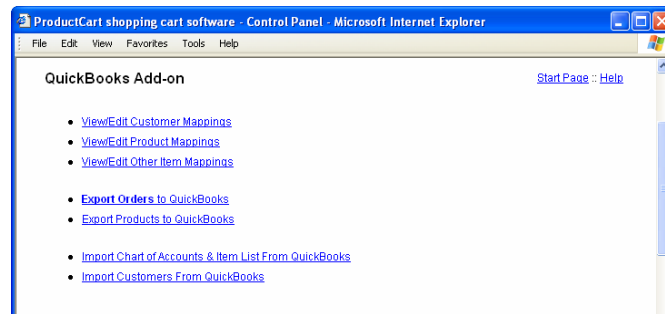 ProductCart shopping cart software - Control Panel - Microsoft Internet Explorer
File Edit View Favorites Tools Help
QuickBooks Add-on
Start Page :: Help
View/Edit Customer Mappings
View/Edit Product Mappings
View/Edit Other Item Mappings
Export Orders to QuickBooks
Export Products to QuickBooks
Import Chart of Accounts & Item List From QuickBooks
Import Customers From QuickBooks